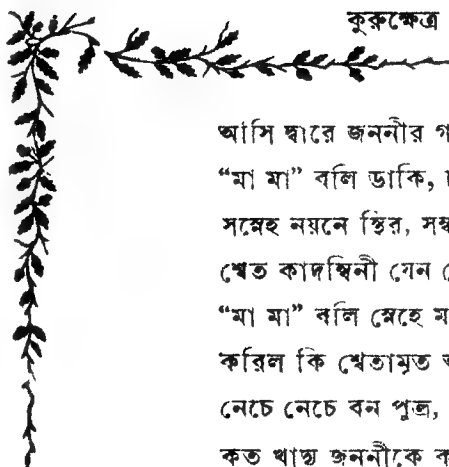 কুরুক্ষেত্র
আসি দ্বারে জননীর
“মা মা” বলি ডাকি,
সস্নেহ নয়নে স্থির,
শ্বেত কাদম্বিনী যেন
“মা মা” বলি স্নেহে
করিল কি শ্বেতামৃত
নেচে নেচে বন পুত্র,
কত খাদ্য জননীকে